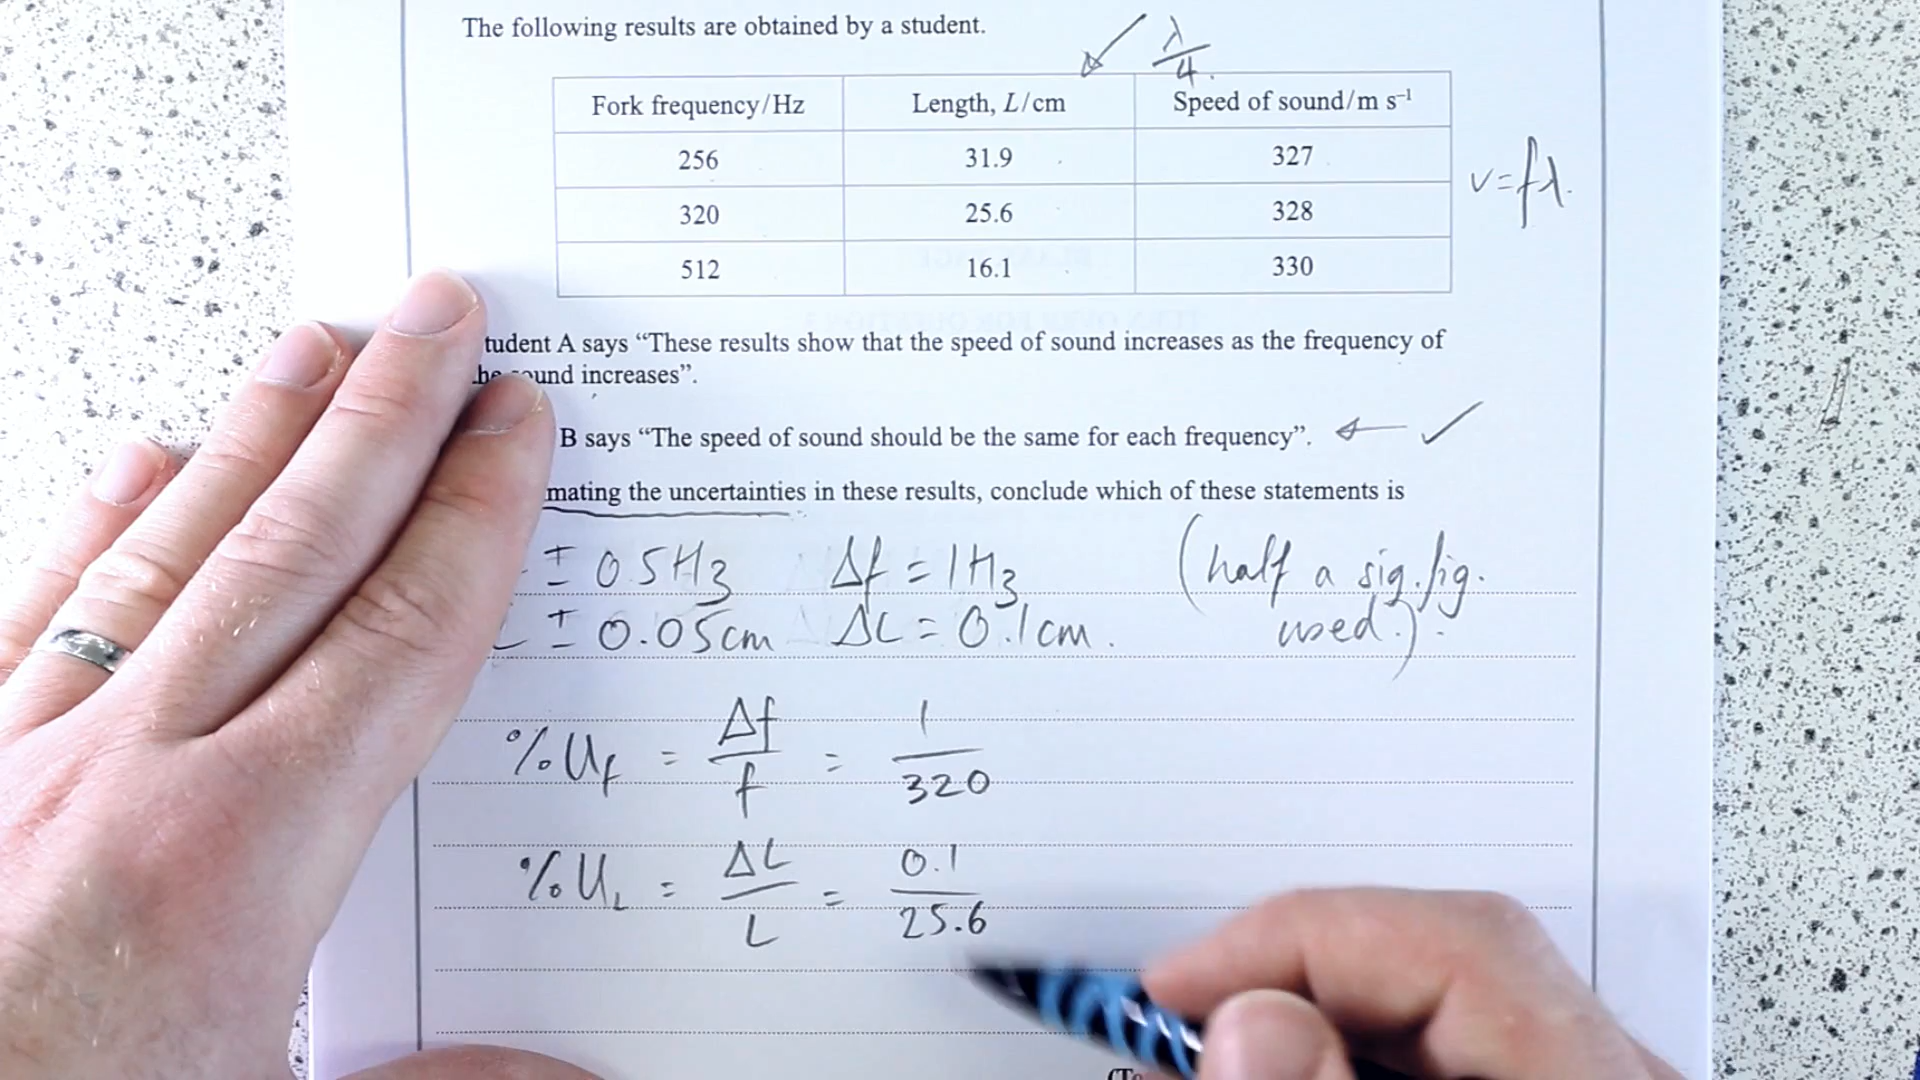 The following results are obtained by a student.
λ/4.
Fork frequency/Hz Length, L/cm Speed of sound/m s⁻¹
256 31.9 327
320 25.6 328
512 16.1 330
v=fλ.
tudent A says “These results show that the speed of sound increases as the frequency of
he sound increases”.
B says “The speed of sound should be the same for each frequency”. ✓
mating the uncertainties in these results, conclude which of these statements is
± 0.5Hz Δf = 1Hz (half a sig. fig.
± 0.05cm ΔL = 0.1cm. used.).
%U_f = Δf/f = 1/320
%U_L = ΔL/L = 0.1/25.6